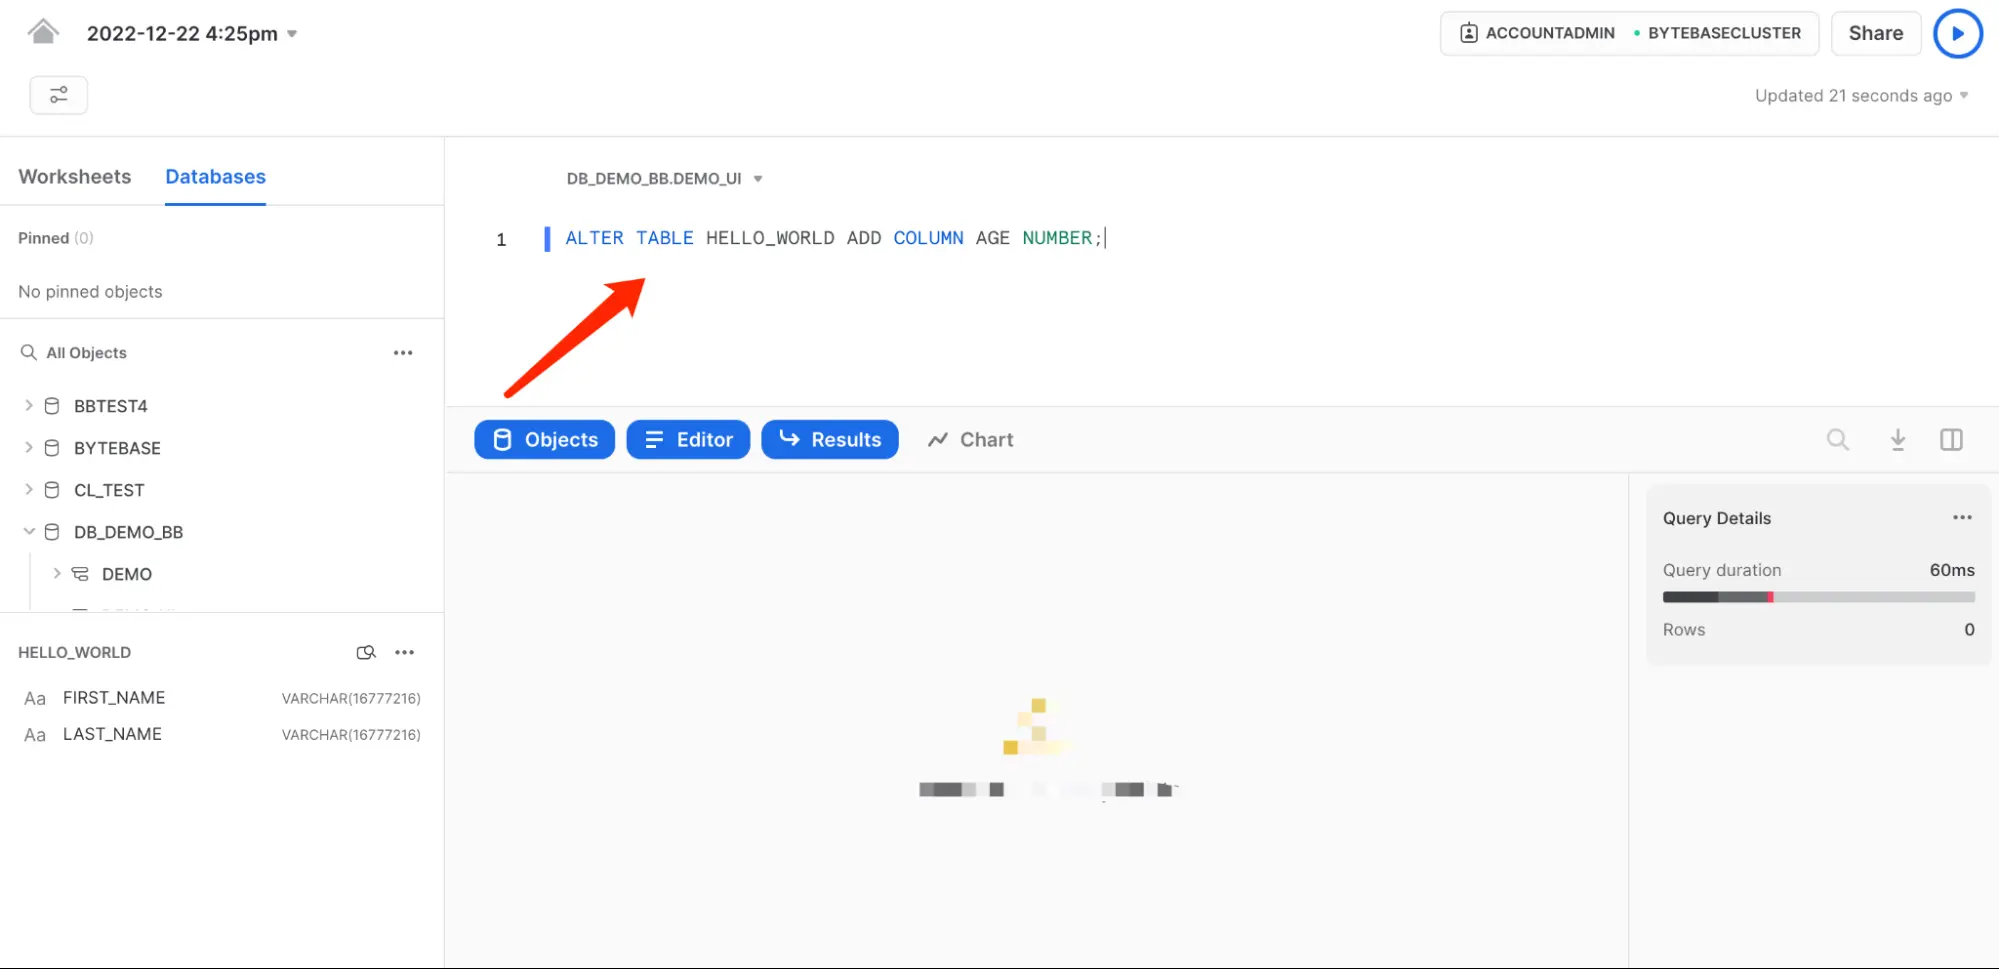 2022-12-22 4:25pm
ACCOUNTADMIN • BYTEBASECLUSTER
Share
Updated 21 seconds ago
Worksheets
Databases
Pinned (0)
No pinned objects
All Objects
BBTEST4
BYTEBASE
CL_TEST
DB_DEMO_BB
DEMO
HELLO_WORLD
Aa FIRST_NAME VARCHAR(16777216)
Aa LAST_NAME VARCHAR(16777216)
DB_DEMO_BB.DEMO_UI
1 ALTER TABLE HELLO_WORLD ADD COLUMN AGE NUMBER;
Objects
Editor
Results
Chart
Query Details
Query duration 60ms
Rows 0